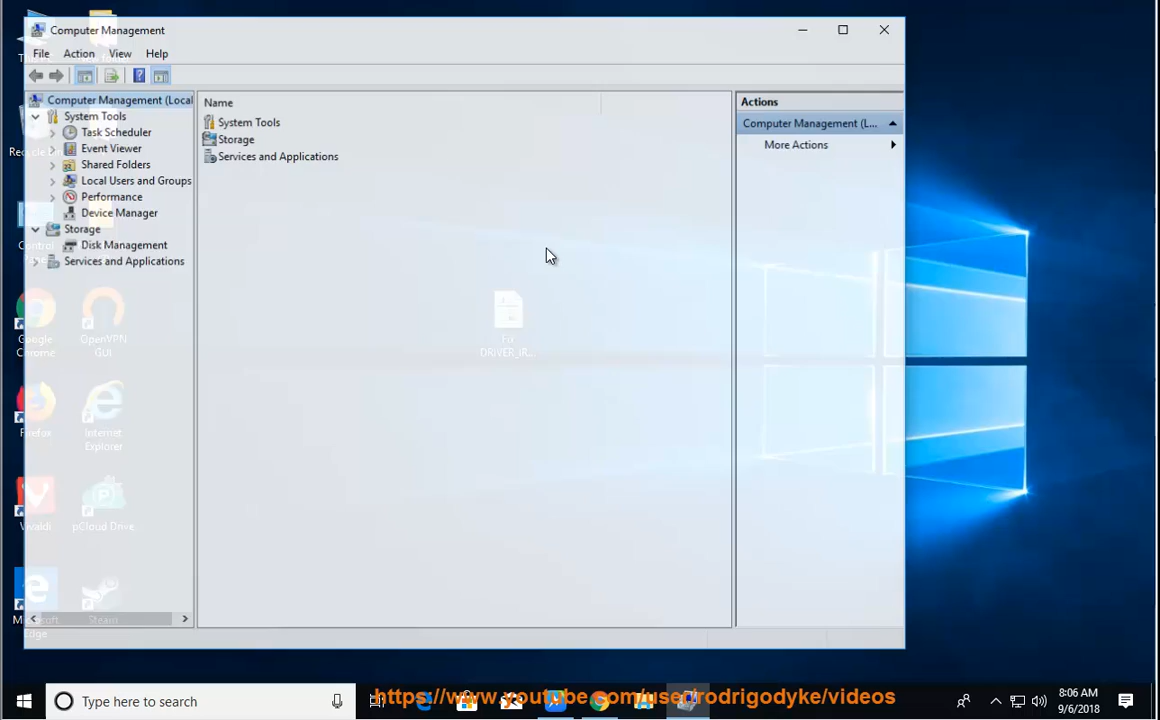 Computer Management
File Action View Help
Computer Management (Local
System Tools
Task Scheduler
Event Viewer
Shared Folders
Local Users and Groups
Performance
Device Manager
Storage
Disk Management
Services and Applications
Name
System Tools
Storage
Services and Applications
Actions
Computer Management (L...
More Actions
Google
Chrome
OpenVPN
GUI
Firefox
Internet
Explorer
Vivaldi
pCloud Drive...
Edge
Steam
DRIVER_IR...
Type here to search
https://www.youtube.com/user/rodrigodyke/videos
8:06 AM
9/6/2018